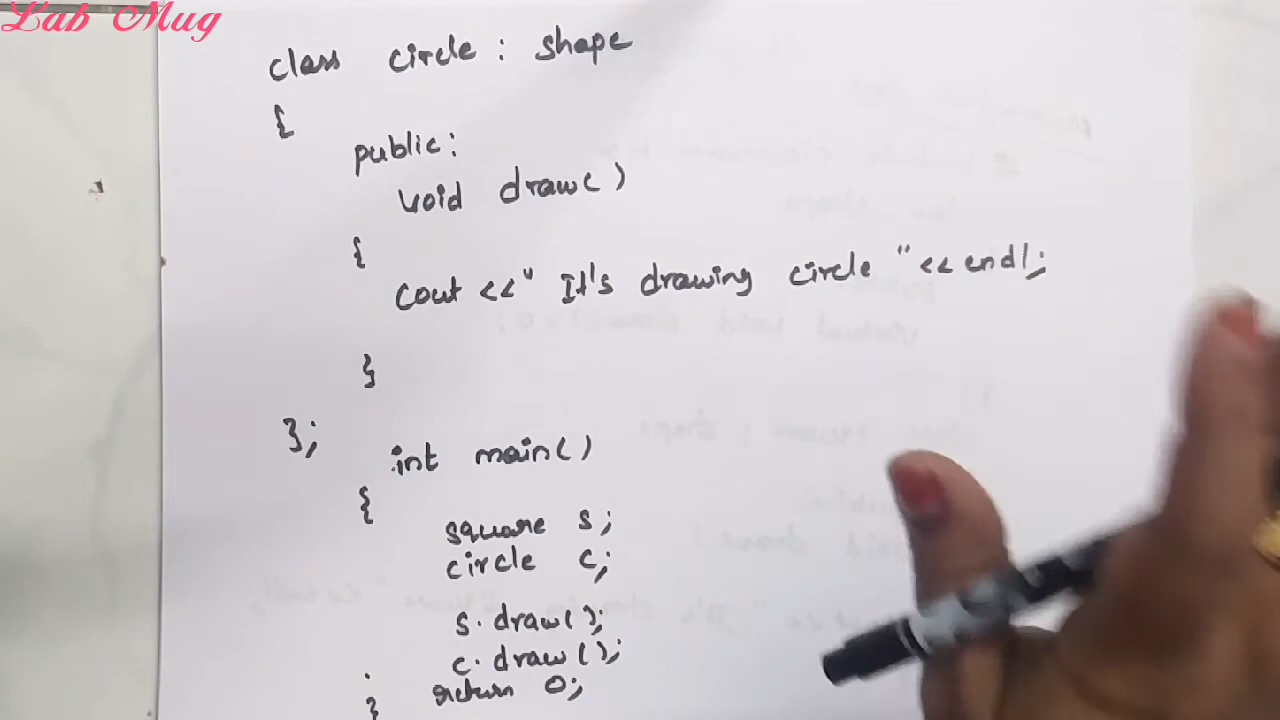 Lab Mug
class circle : shape
{
public:
void draw( )
{
cout <<" It's drawing circle "<< endl;
}
};
int main( )
{
square s;
circle c;
s. draw( );
c. draw ( );
return 0;
}